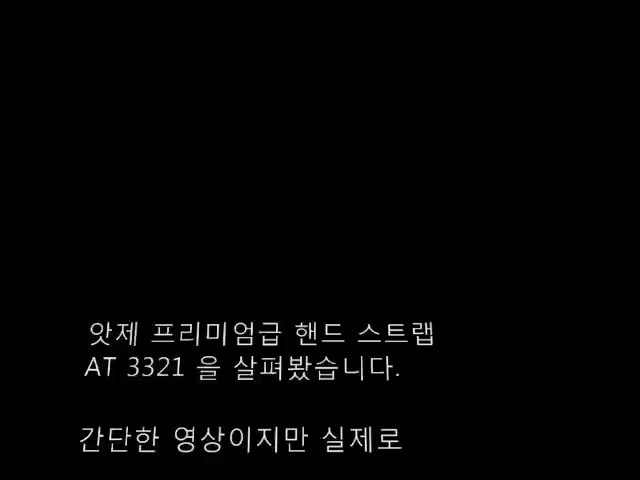 앗제 프리미엄급 핸드 스트랩
AT 3321 을 살펴봤습니다.
간단한 영상이지만 실제로